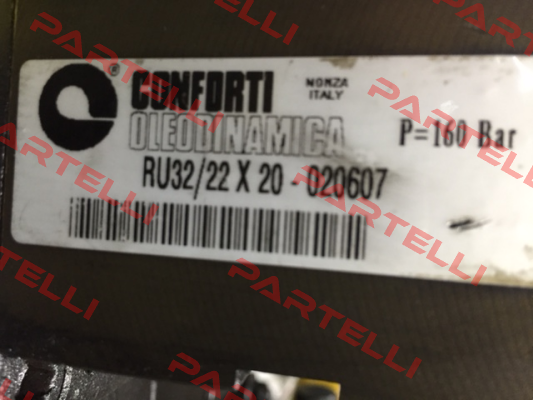 CONFORTI
MONZA
ITALY
OLEODINAMICA
P=160 Bar
RU32/22 X 20 - 020607
PARTELLI
PARTELLI
PARTELLI
PARTELLI
PARTELLI
PARTELLI